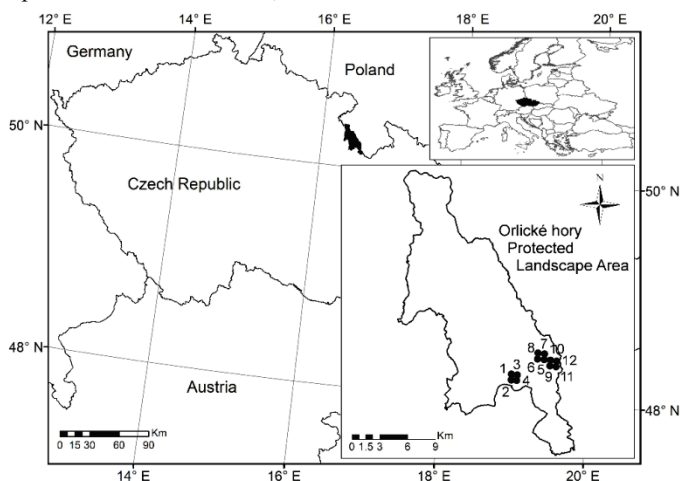 12° E
14° E
16° E
18° E
20° E
Germany
Poland
50° N
Czech Republic
50° N
N
Orlické hory
Protected
Landscape Area
7
8
10
12
1
3
6
5
9
11
4
2
48° N
Austria
48° N
Km
0 15 30 60 90
Km
0 1.5 3 6 9
14° E
16° E
18° E
20° E